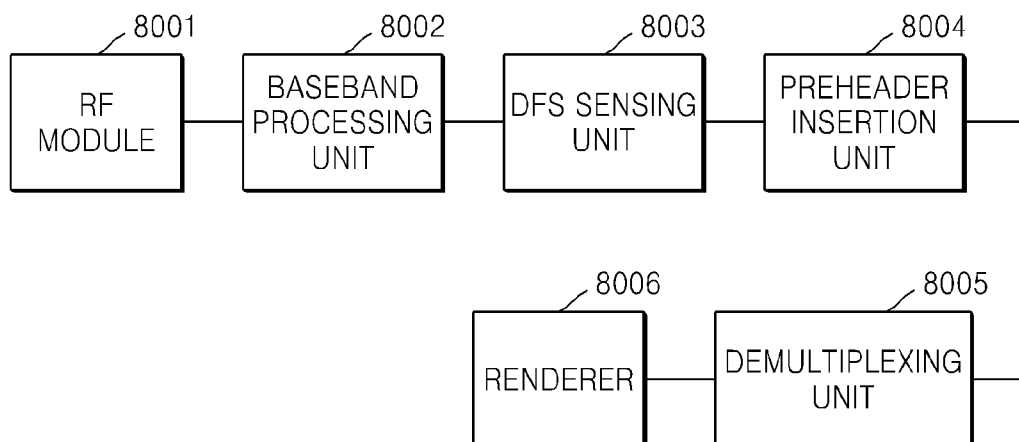 8001
8002
8003
8004
RF
MODULE
BASEBAND
PROCESSING
UNIT
DFS SENSING
UNIT
PREHEADER
INSERTION
UNIT
8006
8005
RENDERER
DEMULTIPLEXING
UNIT